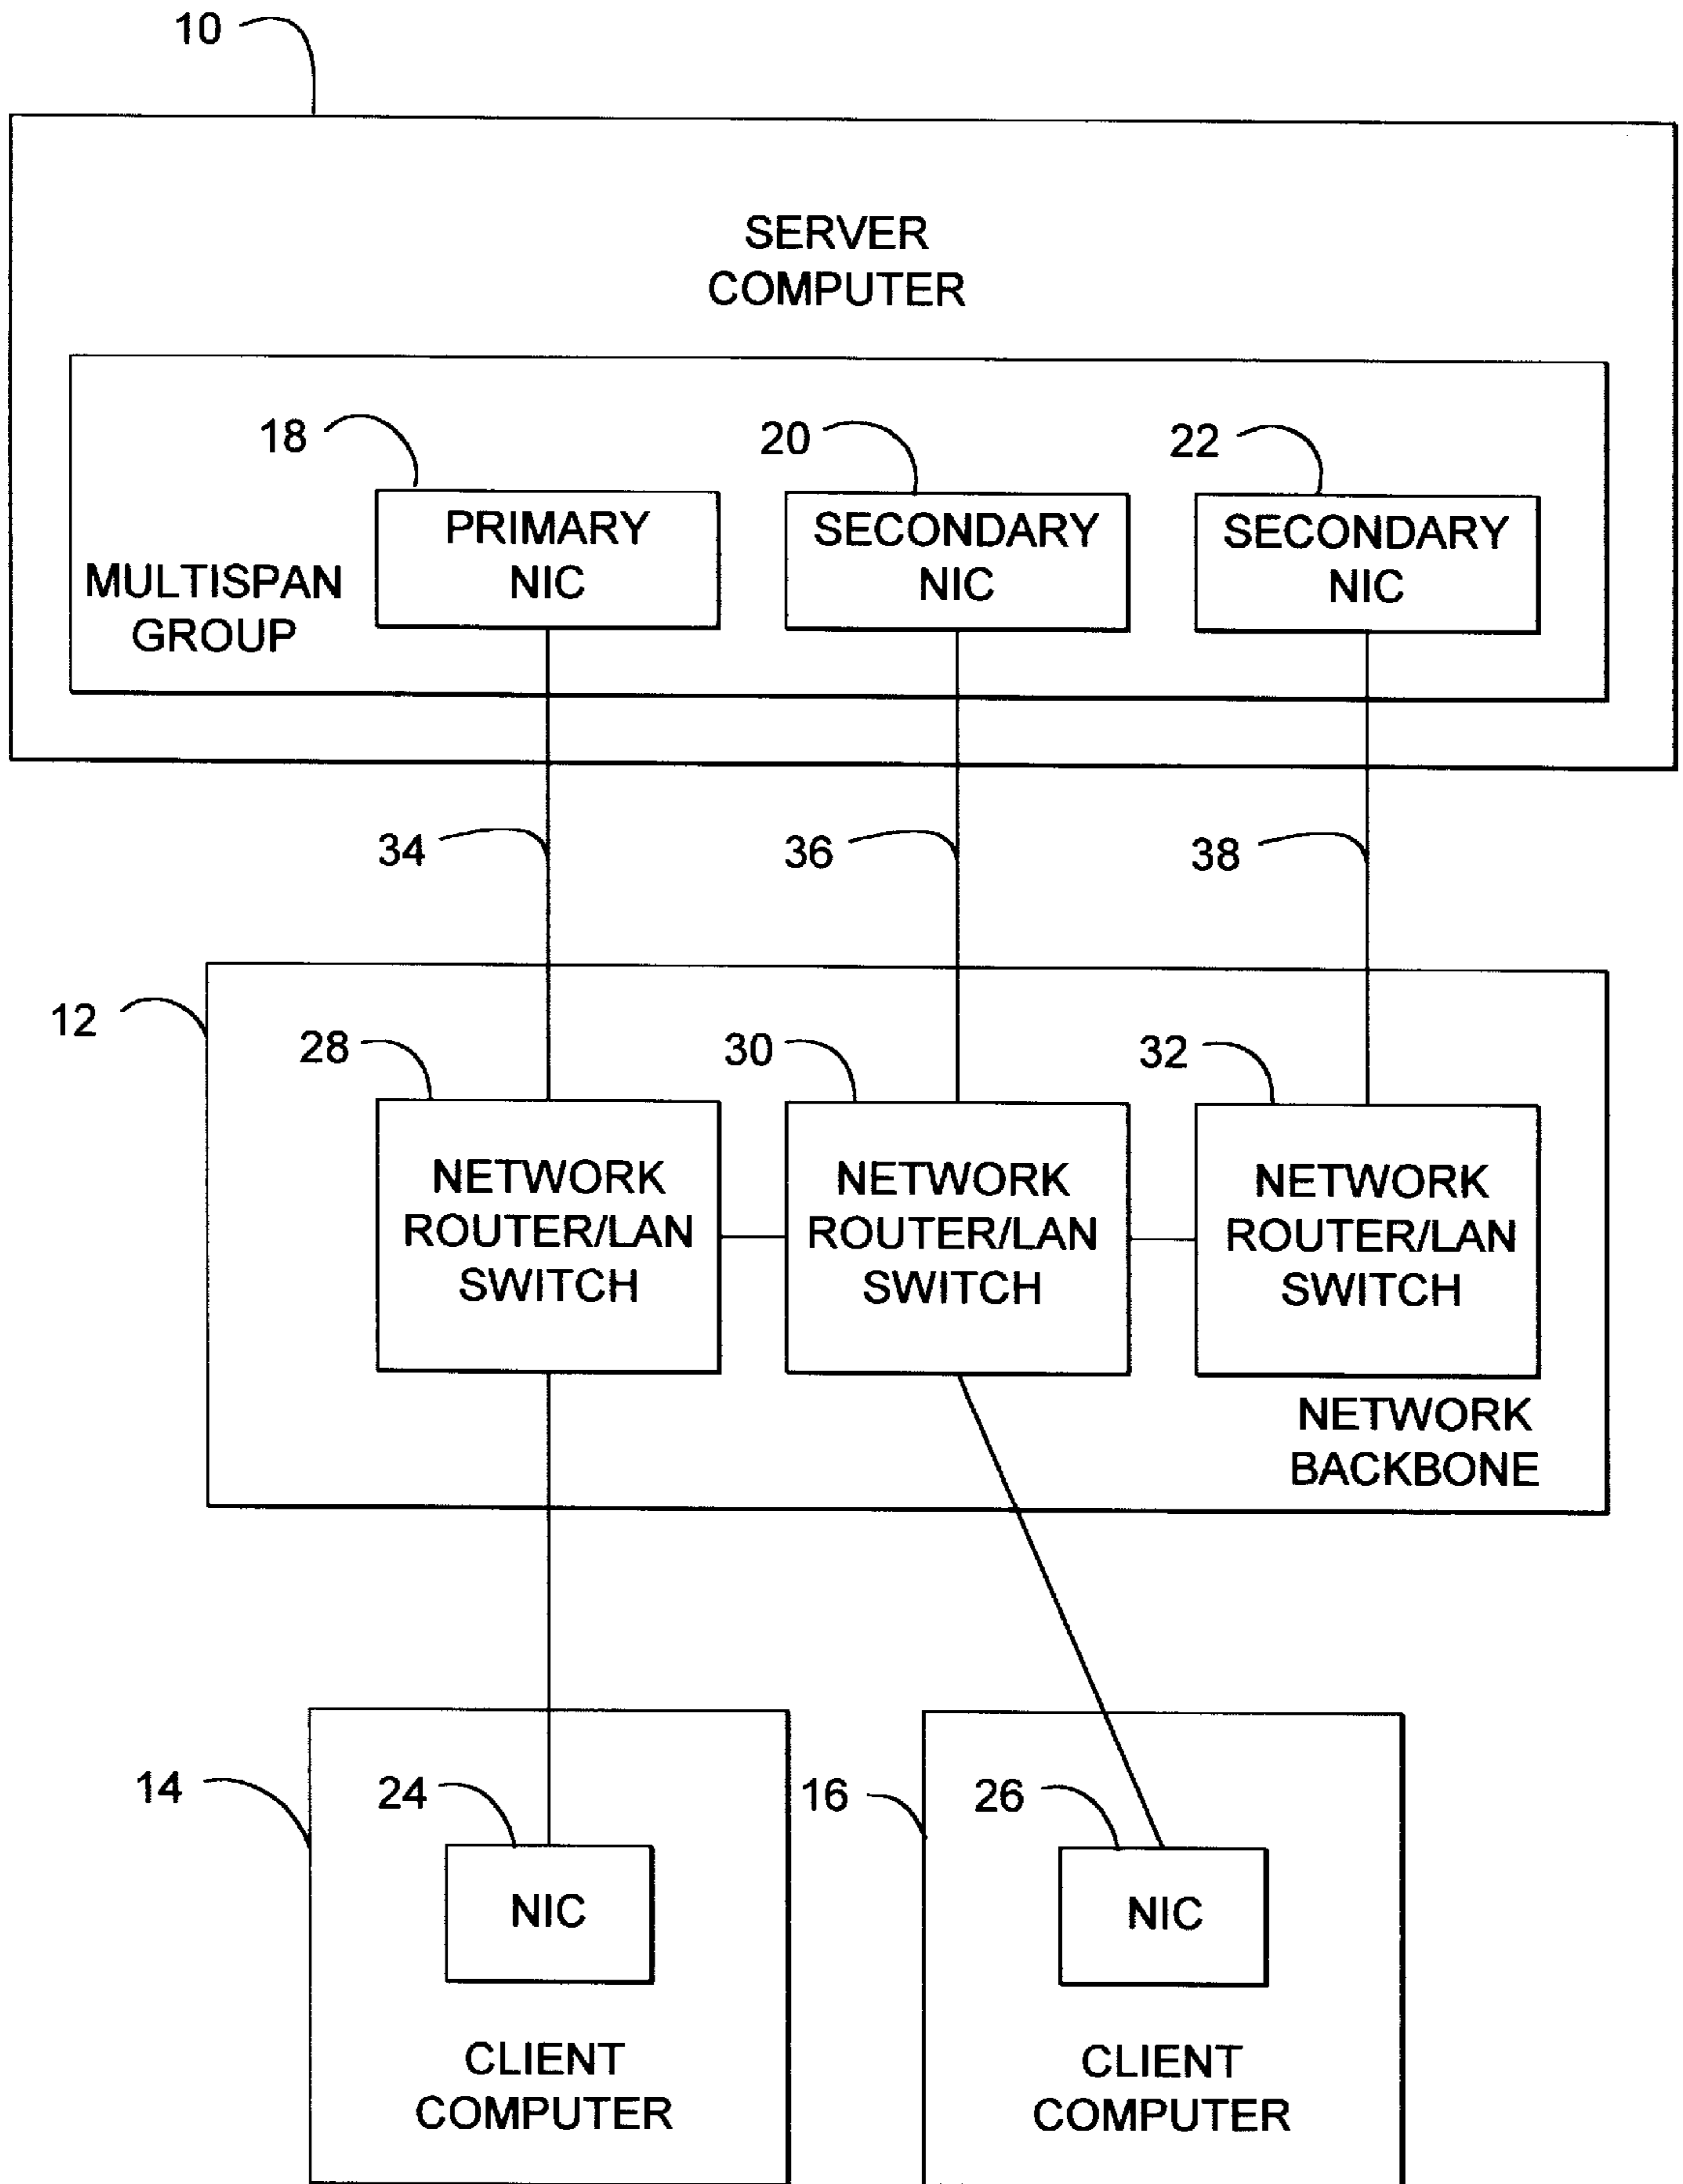 10
SERVER
COMPUTER
18
20
22
PRIMARY
NIC
SECONDARY
NIC
SECONDARY
NIC
MULTISPAN
GROUP
34
36
38
12
28
30
32
NETWORK
ROUTER/LAN
SWITCH
NETWORK
ROUTER/LAN
SWITCH
NETWORK
ROUTER/LAN
SWITCH
NETWORK
BACKBONE
14
24
16
26
NIC
NIC
CLIENT
COMPUTER
CLIENT
COMPUTER